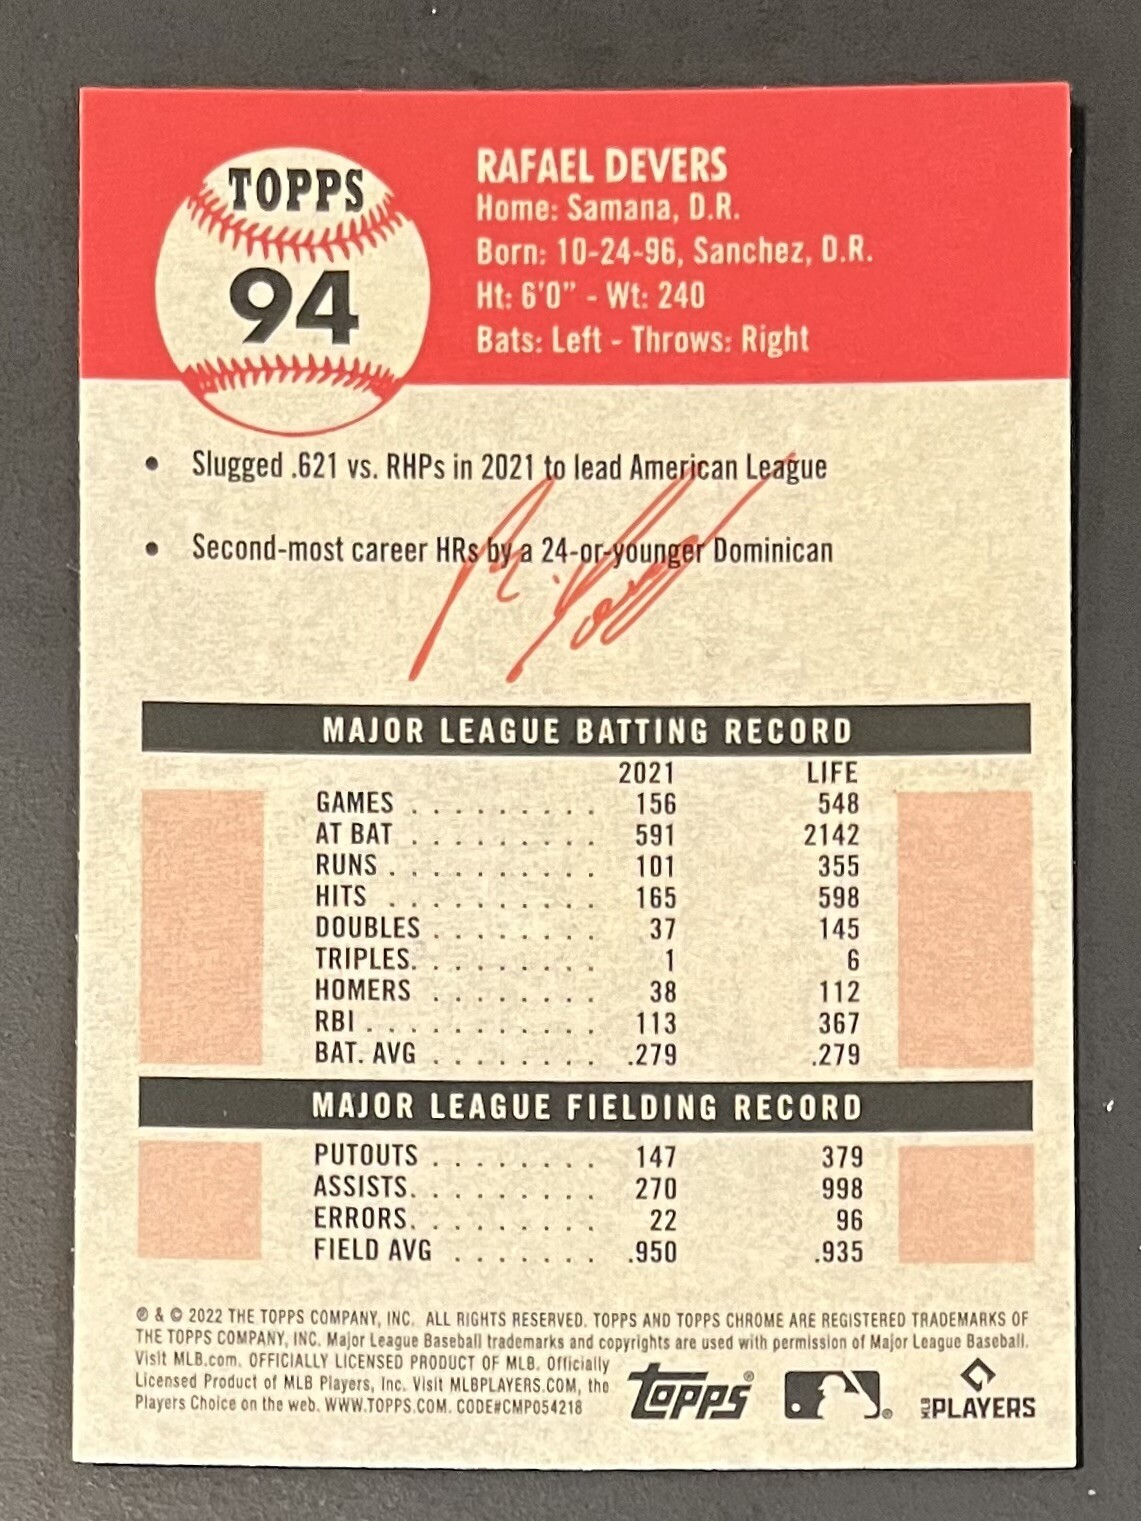 TOPPS
94
RAFAEL DEVERS
Home: Samana, D.R.
Born: 10-24-96, Sanchez, D.R.
Ht: 6'0" - Wt: 240
Bats: Left - Throws: Right
• Slugged .621 vs. RHPs in 2021 to lead American League
• Second-most career HRs by a 24-or-younger Dominican
MAJOR LEAGUE BATTING RECORD
2021 LIFE
GAMES . . . . . . . . . 156 548
AT BAT . . . . . . . . . 591 2142
RUNS . . . . . . . . . . 101 355
HITS . . . . . . . . . . 165 598
DOUBLES . . . . . . . . 37 145
TRIPLES. . . . . . . . . 1 6
HOMERS . . . . . . . . 38 112
RBI . . . . . . . . . . . 113 367
BAT. AVG . . . . . . . . .279 .279
MAJOR LEAGUE FIELDING RECORD
PUTOUTS . . . . . . . . 147 379
ASSISTS. . . . . . . . . 270 998
ERRORS. . . . . . . . . 22 96
FIELD AVG . . . . . . . .950 .935
® & © 2022 THE TOPPS COMPANY, INC. ALL RIGHTS RESERVED. TOPPS AND TOPPS CHROME ARE REGISTERED TRADEMARKS OF
THE TOPPS COMPANY, INC. Major League Baseball trademarks and copyrights are used with permission of Major League Baseball.
Visit MLB.com. OFFICIALLY LICENSED PRODUCT OF MLB. Officially
Licensed Product of MLB Players, Inc. Visit MLBPLAYERS.COM, the
Players Choice on the web. WWW.TOPPS.COM. CODE#CMP054218
Topps®
®
MLB PLAYERS